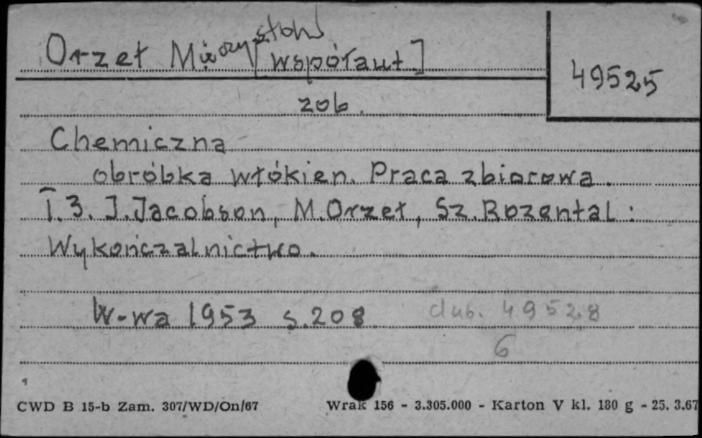 Orzeł Mieczysław [współaut.]
49525
zob.
Chemiczna
obróbka włókien. Praca zbiorowa.
T.3. J.Jacobson, M.Orzeł, Sz.Rozental:
Wykończalnictwo.
W-wa 1953 s.208
dub. 49528
6
CWD B 15-b Zam. 307/WD/On/67
Wrak 156 - 3.305.000 - Karton V kl. 180 g - 25. 3.67